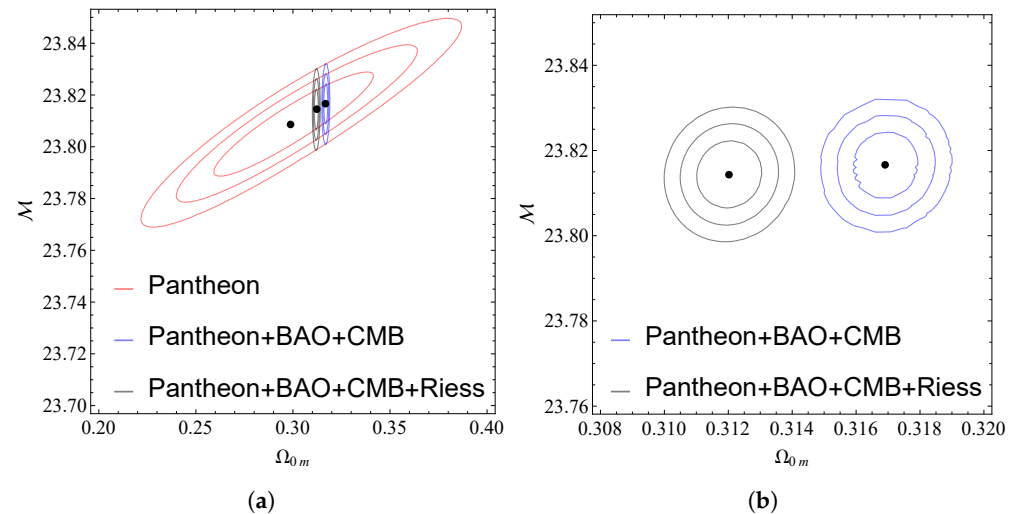 23.84
23.82
23.80
23.78
23.76
23.74
23.72
23.70
ℳ
Pantheon
Pantheon+BAO+CMB
Pantheon+BAO+CMB+Riess
0.20 0.25 0.30 0.35 0.40
Ω0 m
(a)
23.84
23.82
23.80
23.78
23.76
ℳ
Pantheon+BAO+CMB
Pantheon+BAO+CMB+Riess
0.308 0.310 0.312 0.314 0.316 0.318 0.320
Ω0 m
(b)